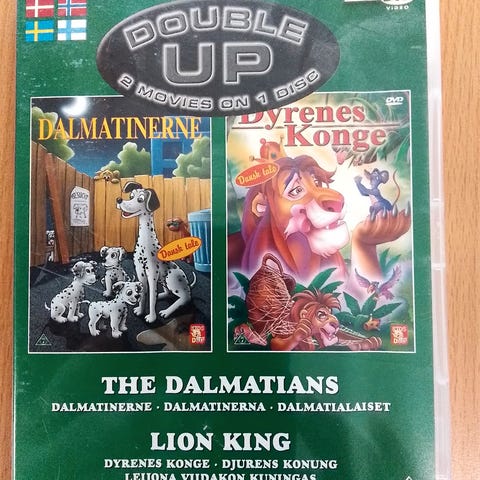 VIDEO
DOUBLE
UP
2 MOVIES ON 1 DISC
DALMATINERNE
Dansk tale
Dyrenes
Konge
DVD
Dansk tale
THE DALMATIANS
DALMATINERNE · DALMATINERNA · DALMATIALAISET
LION KING
DYRENES KONGE · DJURENS KONUNG
LEIJONA VIIDAKON KUNINGAS